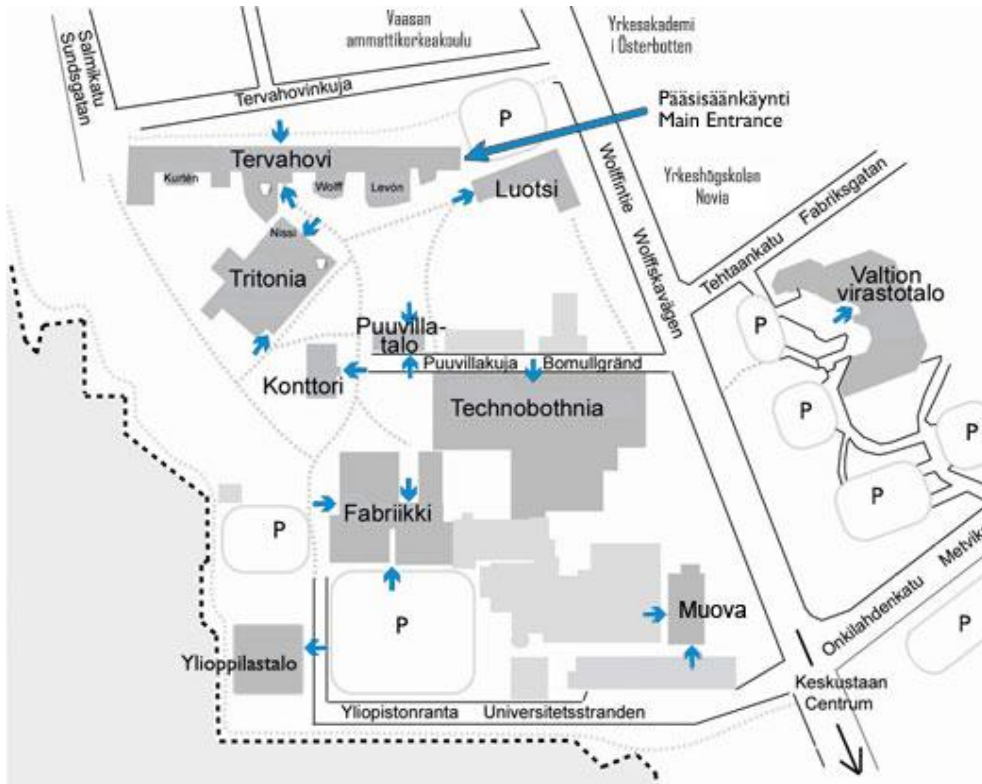 Vaasan
ammattikorkeakoulu
Yrkesakademi
i Österbotten
Salmikatu
Sundsgatan
Tervahovinkuja
P
Pääsisäänkäynti
Main Entrance
Tervahovi
Kurtén
Wolff
Levón
Luotsi
Wolffintie
Wolffskavägen
Yrkeshögskolan
Novia
Tehtaankatu
Fabriksgatan
Nissi
Tritonia
Valtion
virastotalo
P
Puuvilla-
talo
Puuvillakuja
Bomullgränd
Konttori
Technobothnia
P
P
P
Fabriikki
P
P
Muova
P
Onkilahdenkatu
Metvik
Ylioppilastalo
Yliopistonranta
Universitetsstranden
Keskustaan
Centrum